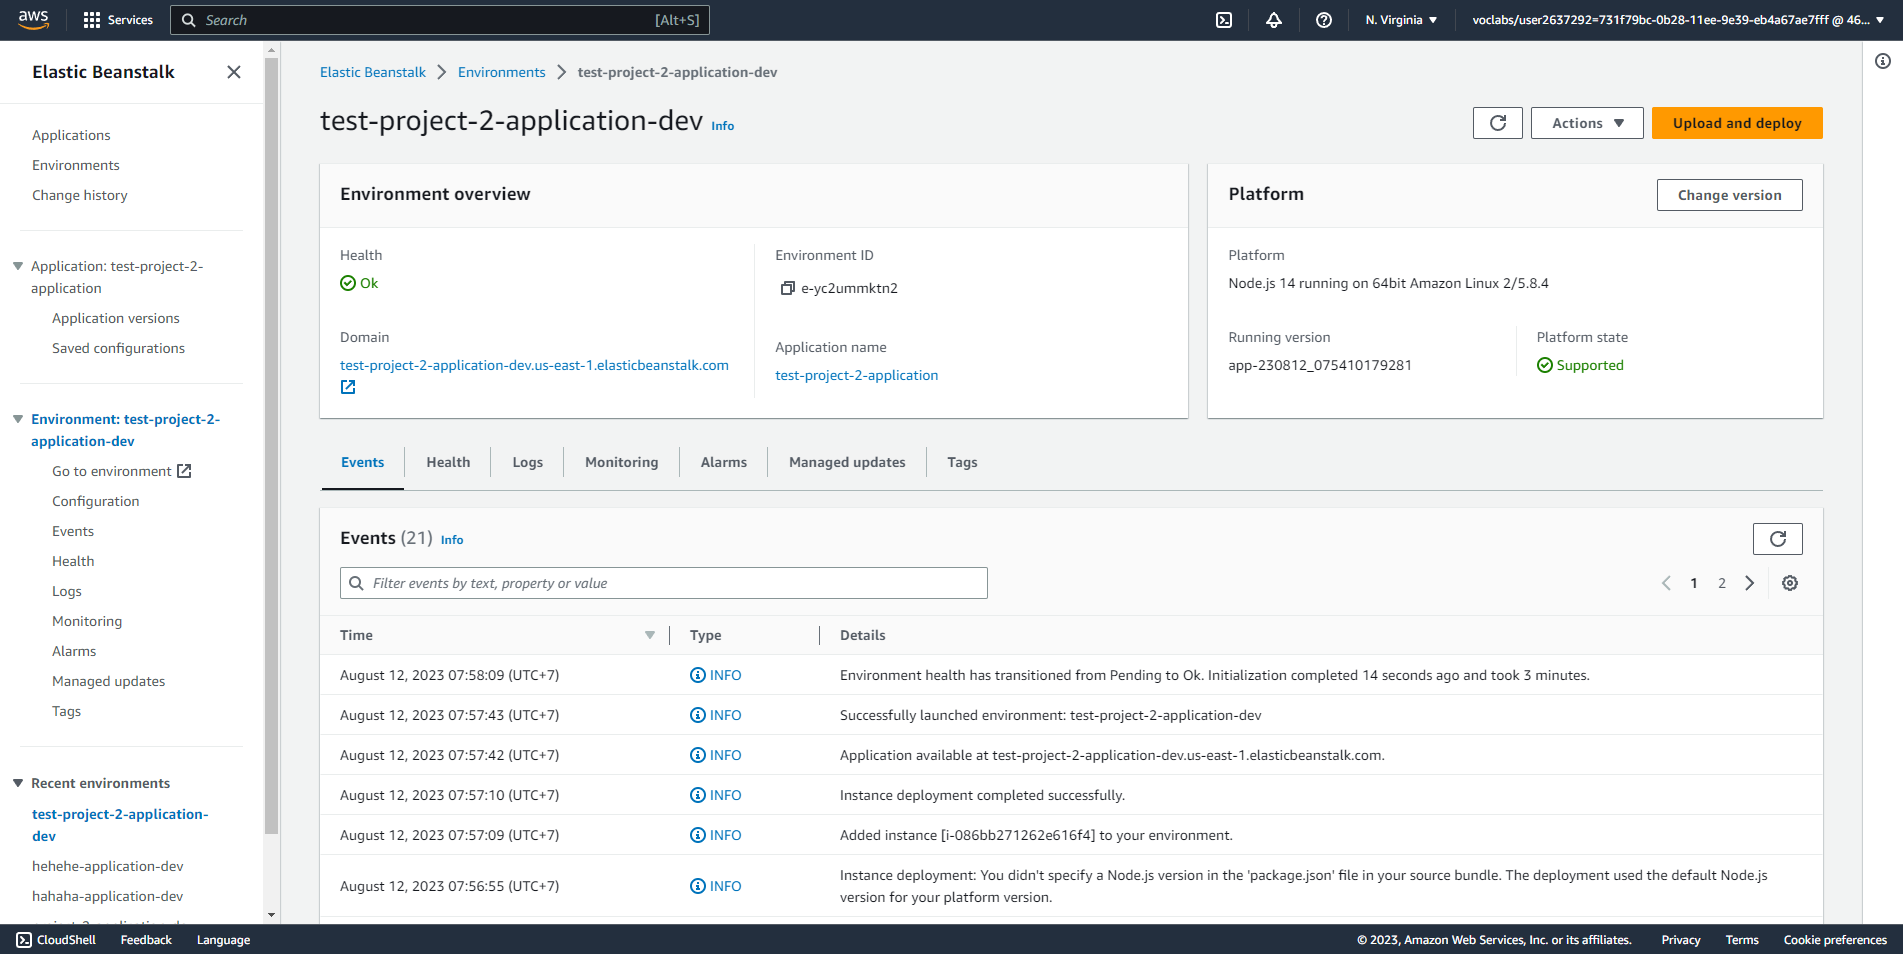 aws
Services
Search
[Alt+S]
N. Virginia
voclabs/user2637292=731f79bc-0b28-11ee-9e39-eb4a67ae7fff @ 46...
Elastic Beanstalk
Applications
Environments
Change history
Application: test-project-2-
application
Application versions
Saved configurations
Environment: test-project-2-
application-dev
Go to environment
Configuration
Events
Health
Logs
Monitoring
Alarms
Managed updates
Tags
Recent environments
test-project-2-application-
dev
hehehe-application-dev
hahaha-application-dev
Elastic Beanstalk
Environments
test-project-2-application-dev
test-project-2-application-dev Info
Actions
Upload and deploy
Environment overview
Health
Ok
Domain
test-project-2-application-dev.us-east-1.elasticbeanstalk.com
Environment ID
e-yc2ummktn2
Application name
test-project-2-application
Platform
Change version
Platform
Node.js 14 running on 64bit Amazon Linux 2/5.8.4
Running version
app-230812_075410179281
Platform state
Supported
Events
Health
Logs
Monitoring
Alarms
Managed updates
Tags
Events (21) Info
Filter events by text, property or value
1 2
Time Type Details
August 12, 2023 07:58:09 (UTC+7) INFO Environment health has transitioned from Pending to Ok. Initialization completed 14 seconds ago and took 3 minutes.
August 12, 2023 07:57:43 (UTC+7) INFO Successfully launched environment: test-project-2-application-dev
August 12, 2023 07:57:42 (UTC+7) INFO Application available at test-project-2-application-dev.us-east-1.elasticbeanstalk.com.
August 12, 2023 07:57:10 (UTC+7) INFO Instance deployment completed successfully.
August 12, 2023 07:57:09 (UTC+7) INFO Added instance [i-086bb271262e616f4] to your environment.
August 12, 2023 07:56:55 (UTC+7) INFO Instance deployment: You didn't specify a Node.js version in the 'package.json' file in your source bundle. The deployment used the default Node.js
version for your platform version.
CloudShell
Feedback
Language
© 2023, Amazon Web Services, Inc. or its affiliates.
Privacy
Terms
Cookie preferences